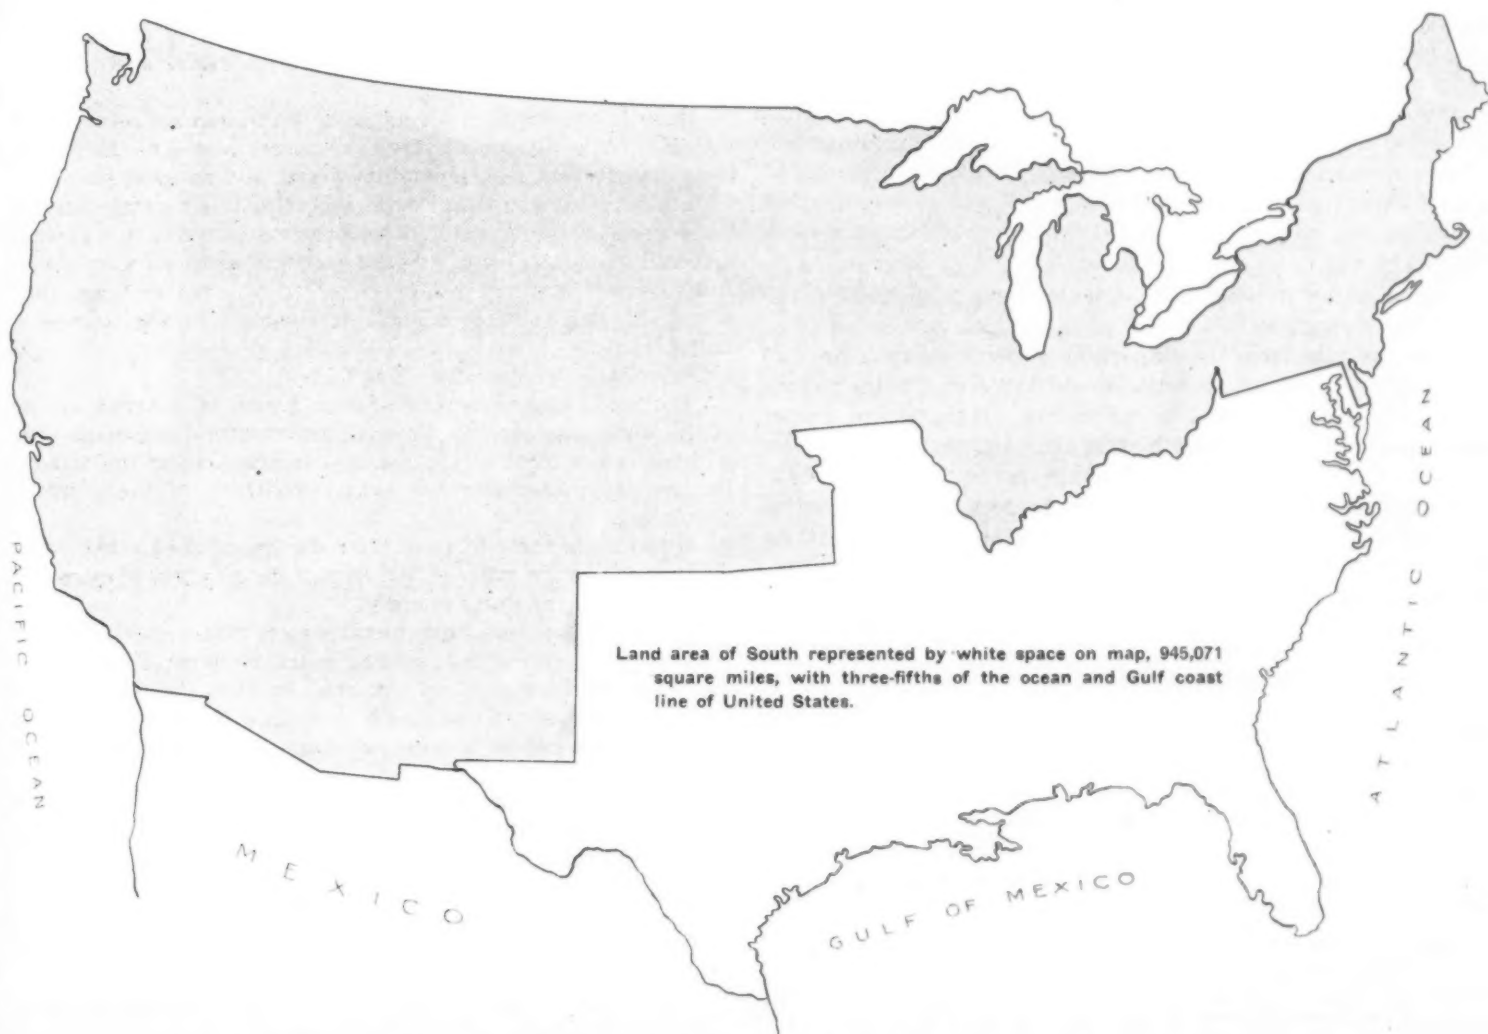 Land area of South represented by white space on map, 945,071
square miles, with three-fifths of the ocean and Gulf coast
line of United States.
PACIFIC OCEAN
MEXICO
GULF OF MEXICO
ATLANTIC OCEAN